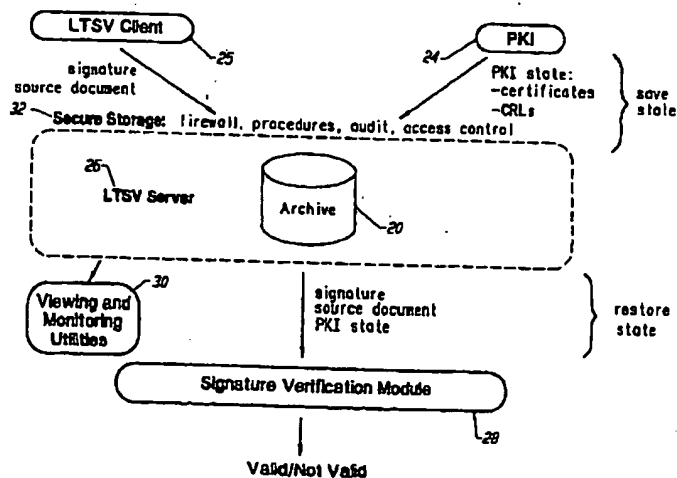 LTSV Client
25
24
PKI
signature
source document
PKI state:
-certificates
-CRLs
save
state
32 Secure Storage: firewall, procedures, audit, access control
26
LTSV Server
Archive
20
30
Viewing and
Monitoring
Utilities
signature
source document
PKI state
restore
state
Signature Verification Module
28
Valid/Not Valid